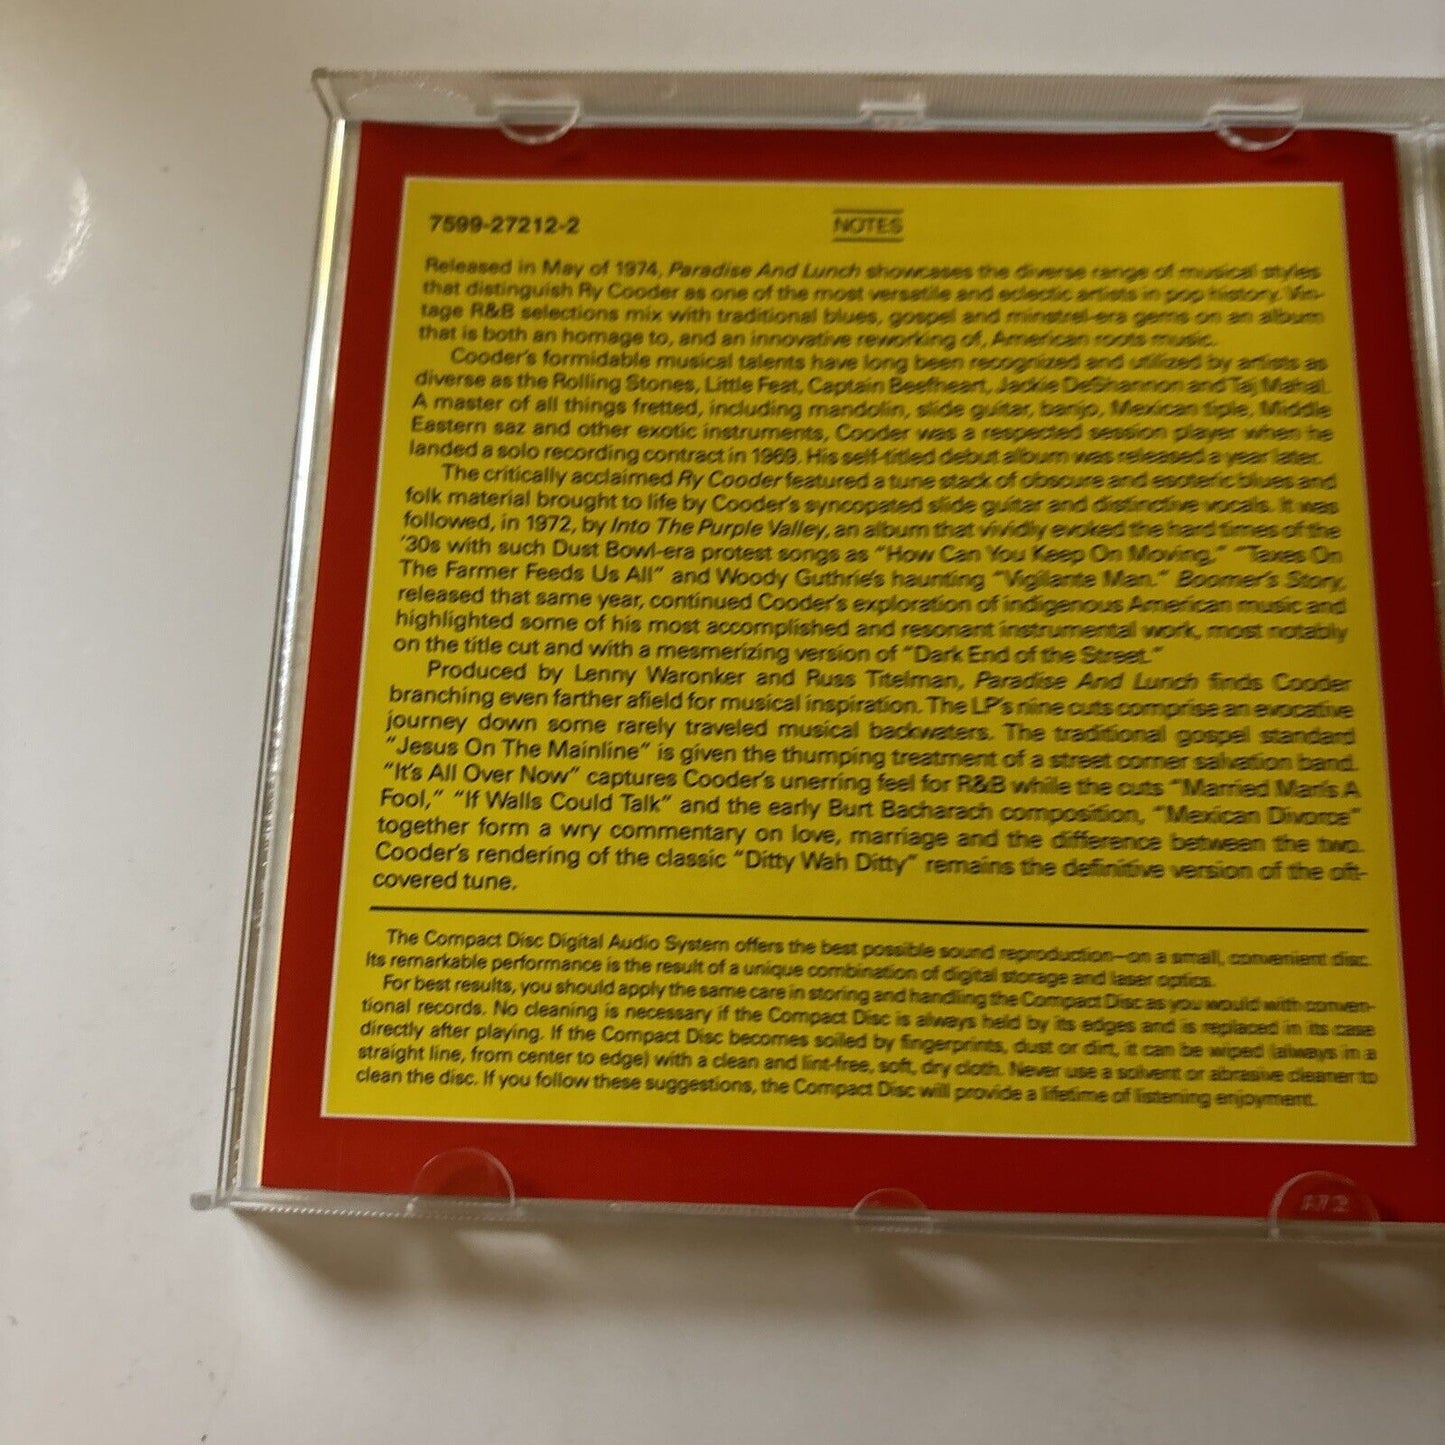 7599-27212-2
NOTES
Released in May of 1974, Paradise And Lunch showcases the diverse range of musical styles
that distinguish Ry Cooder as one of the most versatile and eclectic artists in pop history. Vin-
tage R&B selections mix with traditional blues, gospel and minstrel-era gems on an album
that is both an homage to, and an innovative reworking of, American roots music.
Cooder's formidable musical talents have long been recognized and utilized by artists as
diverse as the Rolling Stones, Little Feat, Captain Beefheart, Jackie DeShannon and Taj Mahal.
A master of all things fretted, including mandolin, slide guitar, banjo, Mexican tiple, Middle
Eastern saz and other exotic instruments, Cooder was a respected session player when he
landed a solo recording contract in 1969. His self-titled debut album was released a year later.
The critically acclaimed Ry Cooder featured a tune stack of obscure and esoteric blues and
folk material brought to life by Cooder's syncopated slide guitar and distinctive vocals. It was
followed, in 1972, by Into The Purple Valley, an album that vividly evoked the hard times of the
'30s with such Dust Bowl-era protest songs as "How Can You Keep On Moving," "Taxes On
The Farmer Feeds Us All" and Woody Guthrie's haunting "Vigilante Man." Boomer's Story,
released that same year, continued Cooder's exploration of indigenous American music and
highlighted some of his most accomplished and resonant instrumental work, most notably
on the title cut and with a mesmerizing version of "Dark End of the Street."
Produced by Lenny Waronker and Russ Titelman, Paradise And Lunch finds Cooder
branching even farther afield for musical inspiration. The LP's nine cuts comprise an evocative
journey down some rarely traveled musical backwaters. The traditional gospel standard
"Jesus On The Mainline" is given the thumping treatment of a street corner salvation band.
"It's All Over Now" captures Cooder's unerring feel for R&B while the cuts "Married Man's A
Fool," "If Walls Could Talk" and the early Burt Bacharach composition, "Mexican Divorce"
together form a wry commentary on love, marriage and the difference between the two.
Cooder's rendering of the classic "Ditty Wah Ditty" remains the definitive version of the oft-
covered tune.
The Compact Disc Digital Audio System offers the best possible sound reproduction—on a small, convenient disc.
Its remarkable performance is the result of a unique combination of digital storage and laser optics.
For best results, you should apply the same care in storing and handling the Compact Disc as you would with conven-
tional records. No cleaning is necessary if the Compact Disc is always held by its edges and is replaced in its case
directly after playing. If the Compact Disc becomes soiled by fingerprints, dust or dirt, it can be wiped (always in a
straight line, from center to edge) with a clean and lint-free, soft, dry cloth. Never use a solvent or abrasive cleaner to
clean the disc. If you follow these suggestions, the Compact Disc will provide a lifetime of listening enjoyment.